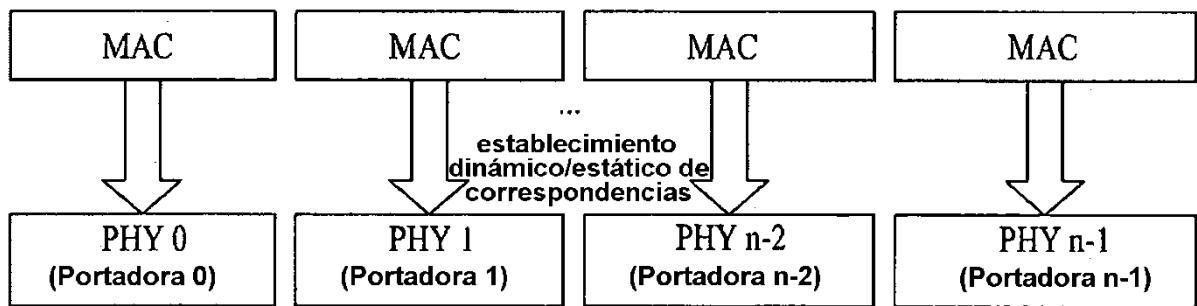 MAC MAC MAC MAC
...
establecimiento
dinámico/estático de
correspondencias
PHY 0 PHY 1 PHY n-2 PHY n-1
(Portadora 0) (Portadora 1) (Portadora n-2) (Portadora n-1)